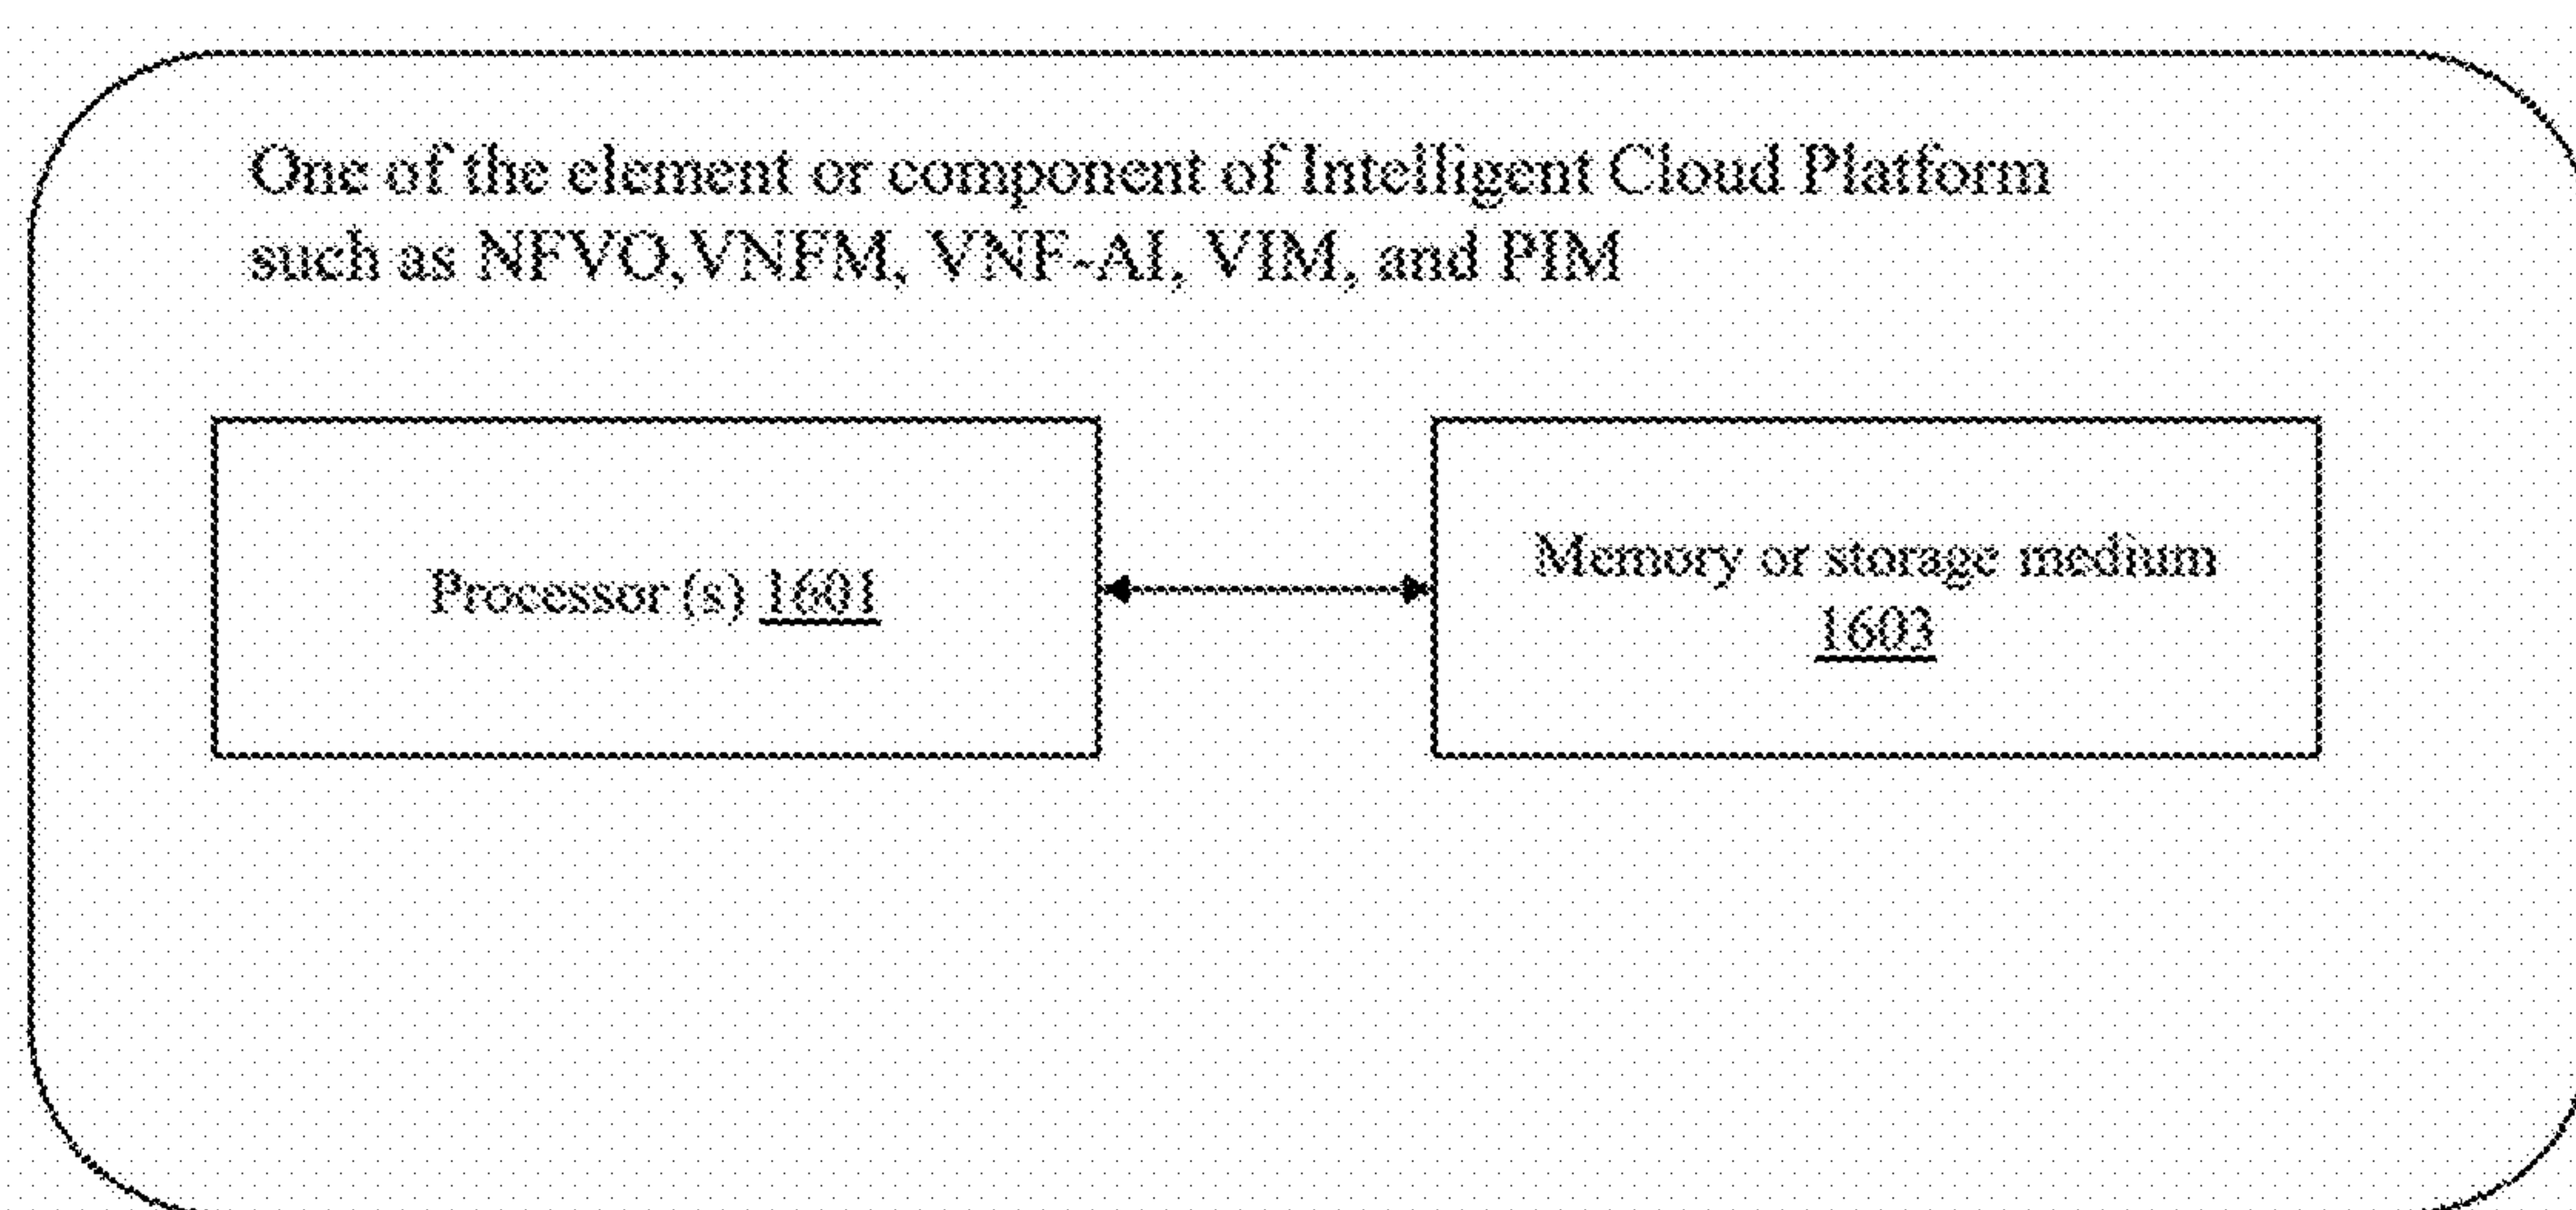 One of the element or component of Intelligent Cloud Platform
such as NFVO,VNFM, VNF-AI, VIM, and PIM
Processor (s) 1601
Memory or storage medium
1603